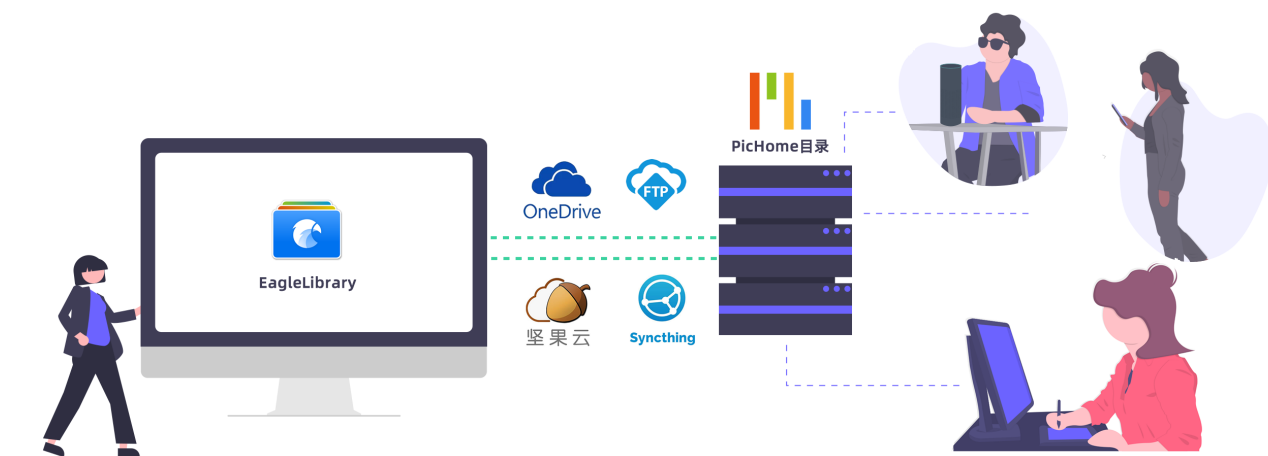 EagleLibrary
OneDrive
FTP
坚果云
Syncthing
PicHome目录